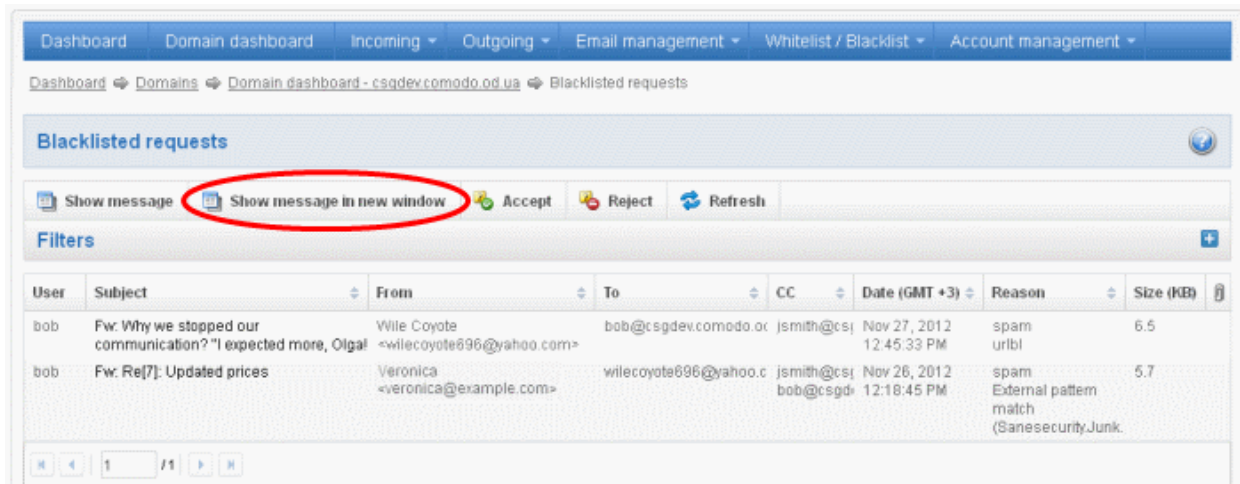 Dashboard Domain dashboard Incoming Outgoing Email management Whitelist / Blacklist Account management
Dashboard Domains Domain dashboard - csgdev.comodo.od.ua Blacklisted requests
Blacklisted requests
Show message Show message in new window Accept Reject Refresh
Filters
User Subject From To CC Date (GMT +3) Reason Size (KB)
bob Fw: Why we stopped our Wile Coyote bob@csgdev.comodo.oc jsmith@csg Nov 27, 2012 spam 6.5
communication? "I expected more, Olga! <wilecoyote696@yahoo.com> 12:45:33 PM urlbl
bob Fw: Re[7]: Updated prices Veronica wilecoyote696@yahoo.c jsmith@csg Nov 26, 2012 spam 5.7
<veronica@example.com> bob@csgd 12:18:45 PM External pattern
match
(Sanesecurity.Junk.
1 /1